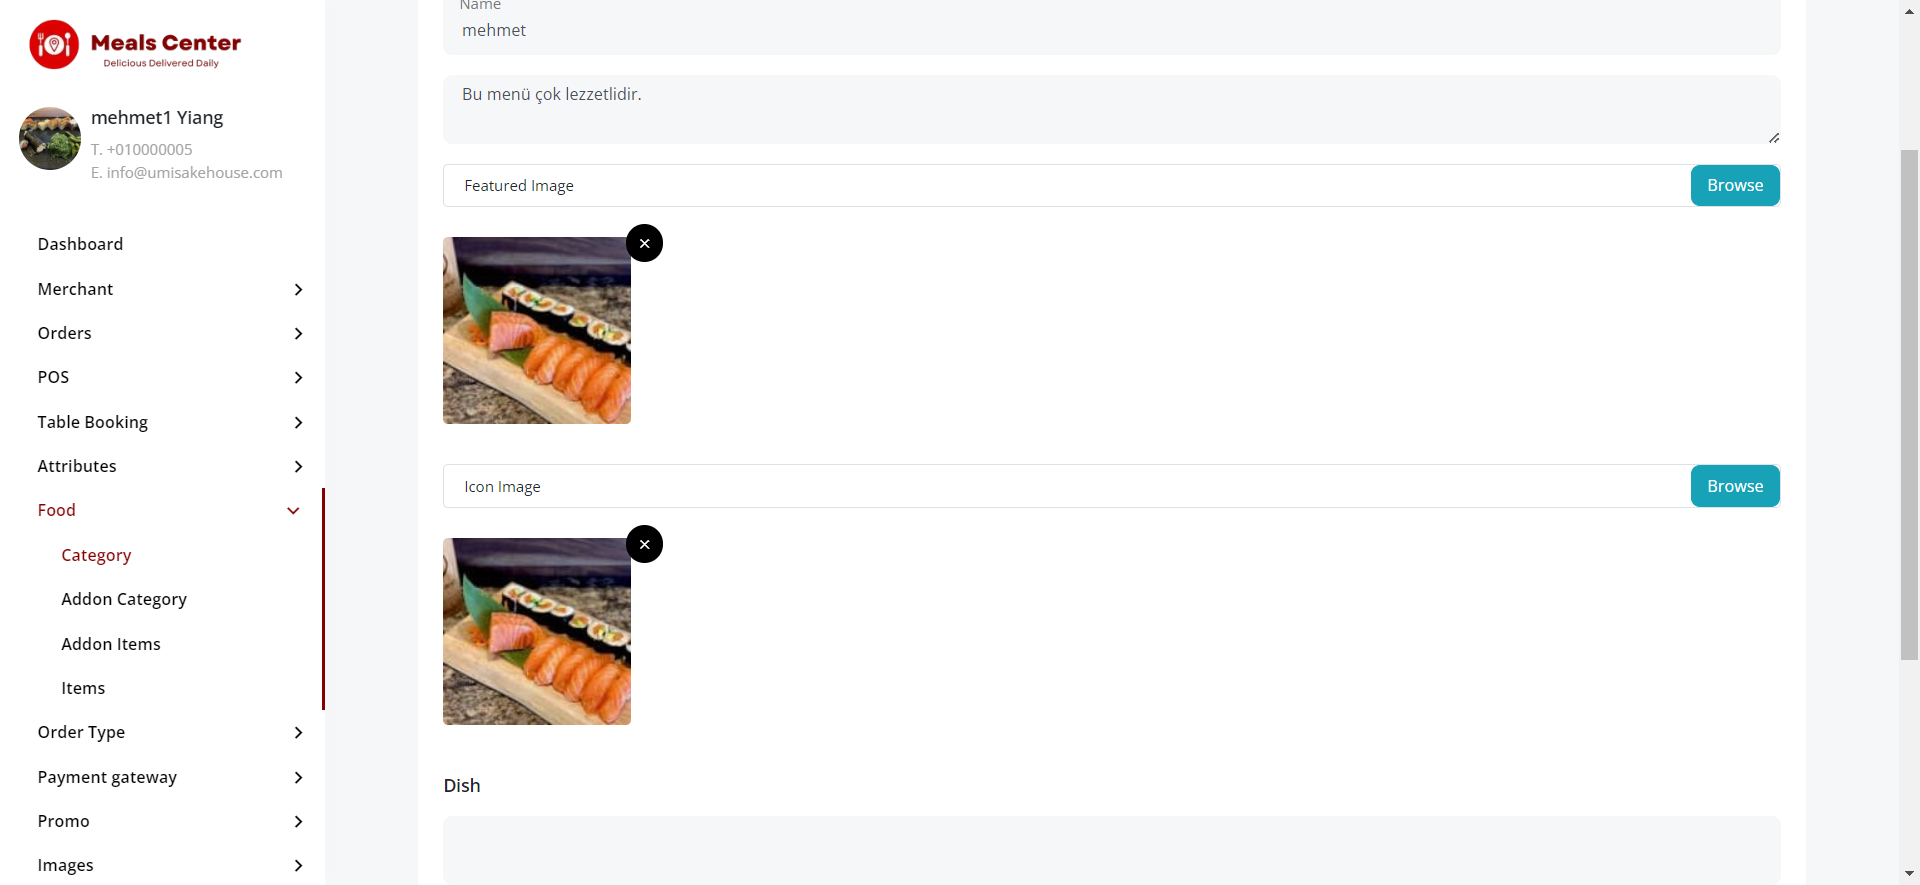 Meals Center
Delicious Delivered Daily
mehmet1 Yiang
T. +010000005
E. info@umisakehouse.com
Dashboard
Merchant
Orders
POS
Table Booking
Attributes
Food
Category
Addon Category
Addon Items
Items
Order Type
Payment gateway
Promo
Images
Name
mehmet
Bu menü çok lezzetlidir.
Featured Image
Browse
Icon Image
Browse
Dish